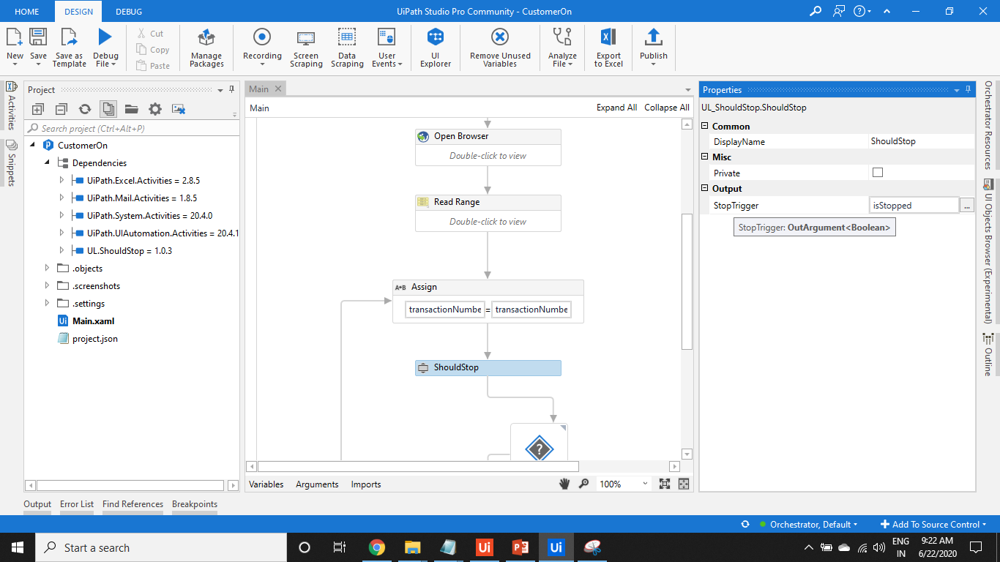 HOME DESIGN DEBUG UiPath Studio Pro Community - CustomerOn
New Save Save as Template Debug File Cut Copy Paste Manage Packages Recording Screen Scraping Data Scraping User Events UI Explorer Remove Unused Variables Analyze File Export to Excel Publish
Activities
Snippets
Project
Search project (Ctrl+Alt+P)
CustomerOn
Dependencies
UiPath.Excel.Activities = 2.8.5
UiPath.Mail.Activities = 1.8.5
UiPath.System.Activities = 20.4.0
UiPath.UIAutomation.Activities = 20.4.1
UL.ShouldStop = 1.0.3
.objects
.screenshots
.settings
Ui Main.xaml
project.json
Main
Main Expand All Collapse All
Open Browser
Double-click to view
Read Range
Double-click to view
A+B Assign
transactionNumbe = transactionNumbe
ShouldStop
?
Variables Arguments Imports 100%
Properties
UL_ShouldStop.ShouldStop
Common
DisplayName ShouldStop
Misc
Private
Output
StopTrigger isStopped ...
StopTrigger: OutArgument<Boolean>
Orchestrator Resources
UI Objects Browser (Experimental)
Outline
Output Error List Find References Breakpoints
Orchestrator, Default Add To Source Control
Start a search Ui Ui ENG IN 9:22 AM 6/22/2020